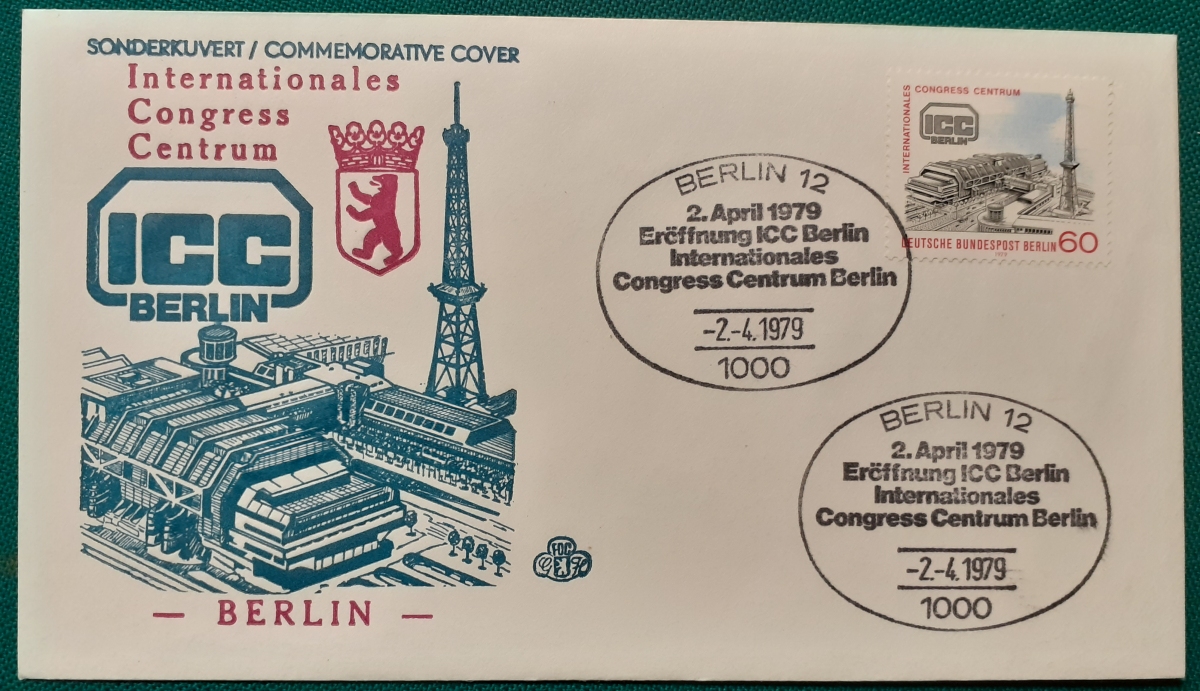 SONDERKUVERT / COMMEMORATIVE COVER
Internationales
Congress
Centrum
ICC
BERLIN
— BERLIN —
FDC
INTERNATIONALES
CONGRESS CENTRUM
ICC
BERLIN
DEUTSCHE BUNDESPOST BERLIN 60
1979
BERLIN 12
2. April 1979
Eröffnung ICC Berlin
Internationales
Congress Centrum Berlin
-2.-4.1979
1000
BERLIN 12
2. April 1979
Eröffnung ICC Berlin
Internationales
Congress Centrum Berlin
-2.-4.1979
1000